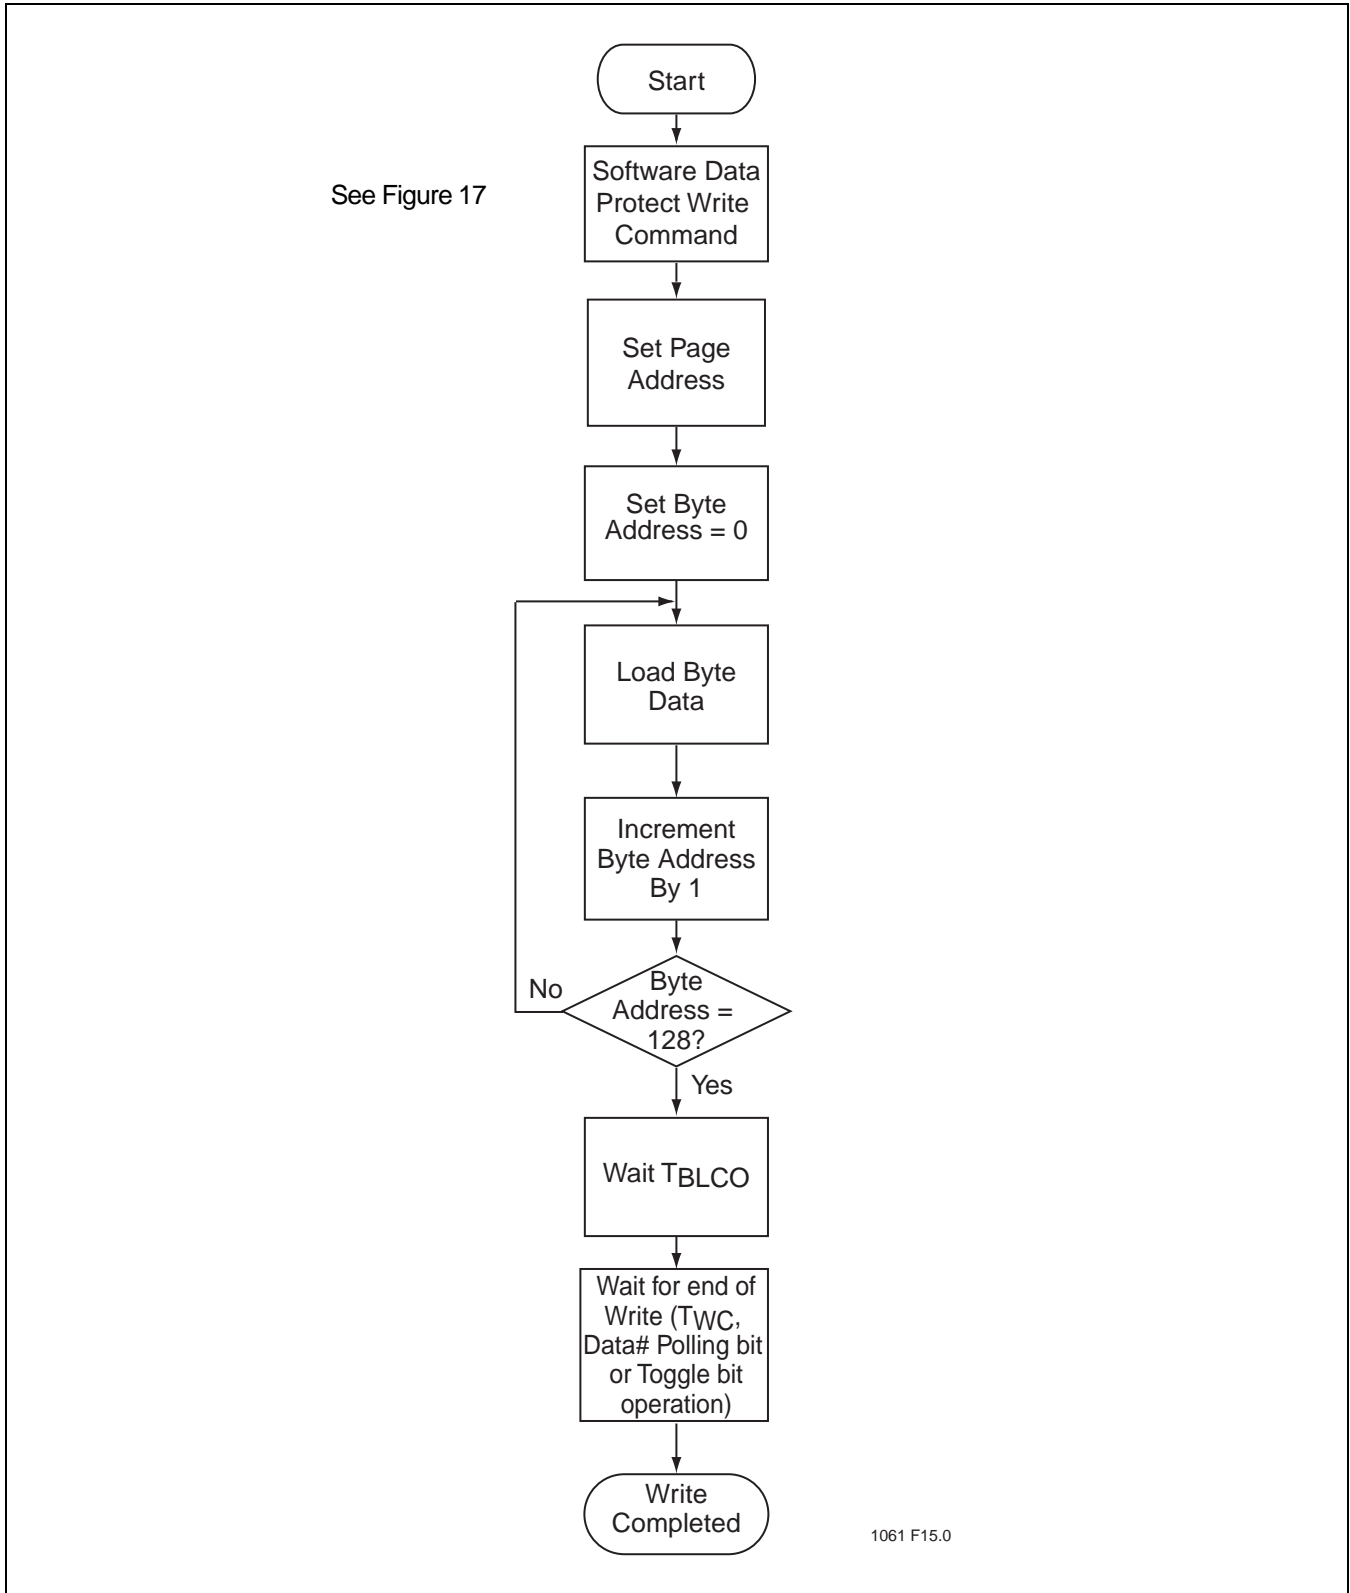 Start
Software Data
Protect Write
Command
See Figure 17
Set Page
Address
Set Byte
Address = 0
Load Byte
Data
Increment
Byte Address
By 1
Byte
Address =
128?
No
Yes
Wait TBLCO
Wait for end of
Write (TWC,
Data# Polling bit
or Toggle bit
operation)
Write
Completed
1061 F15.0